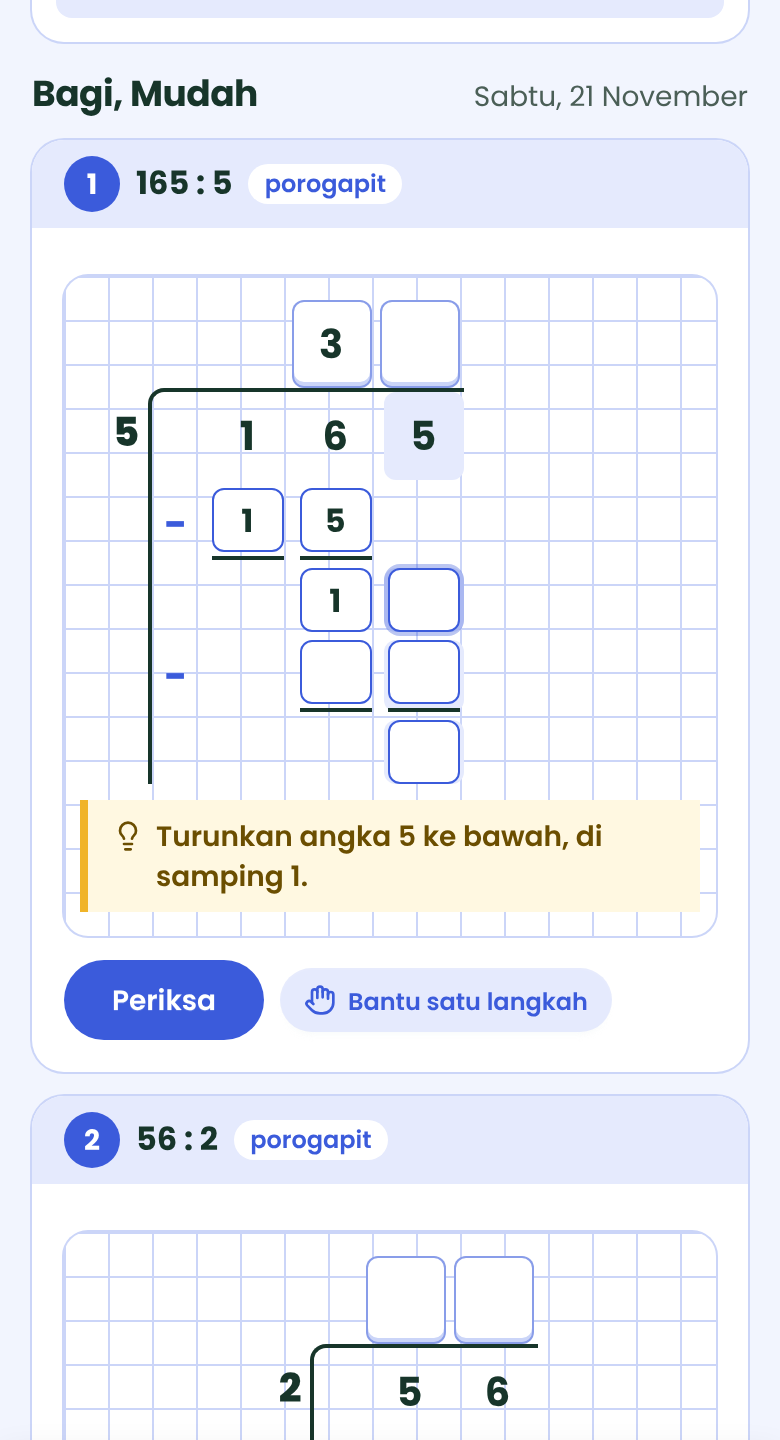 Bagi, Mudah
Sabtu, 21 November
1 165 : 5 porogapit
3
5 1 6 5
- 1 5
1
-
Turunkan angka 5 ke bawah, di
samping 1.
Periksa
Bantu satu langkah
2 56 : 2 porogapit
2 5 6